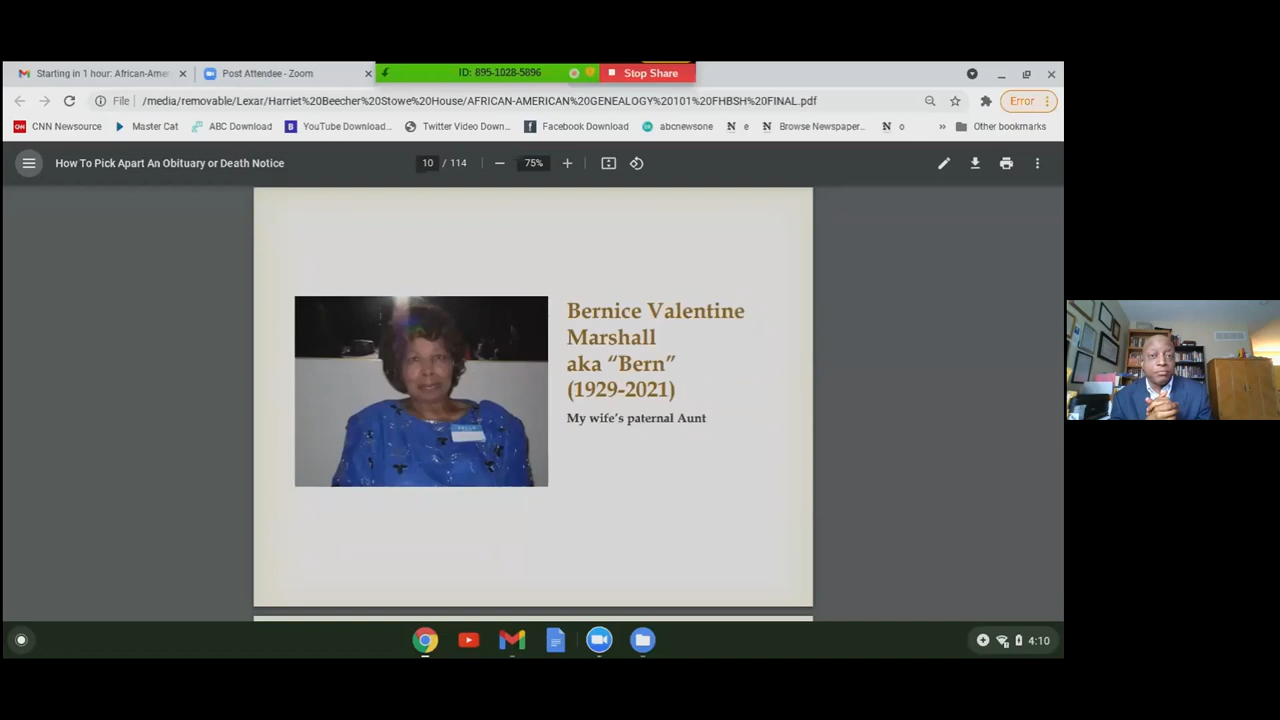 Starting in 1 hour: African-Amer
Post Attendee - Zoom
ID: 895-1028-5896
Stop Share
File
/media/removable/Lexar/Harriet%20Beecher%20Stowe%20House/AFRICAN-AMERICAN%20GENEALOGY%20101%20FHBSH%20FINAL.pdf
Error
CNN Newsource
Master Cat
ABC Download
YouTube Download...
Twitter Video Down...
Facebook Download
abcnewsone
N e
N Browse Newspaper...
N o
»
Other bookmarks
How To Pick Apart An Obituary or Death Notice
10 / 114
75%
Bernice Valentine
Marshall
aka “Bern”
(1929-2021)
My wife’s paternal Aunt
4:10